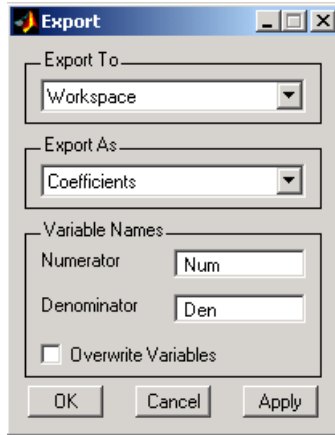 Export
Export To
Workspace
Export As
Coefficients
Variable Names
Numerator Num
Denominator Den
Overwrite Variables
OK Cancel Apply